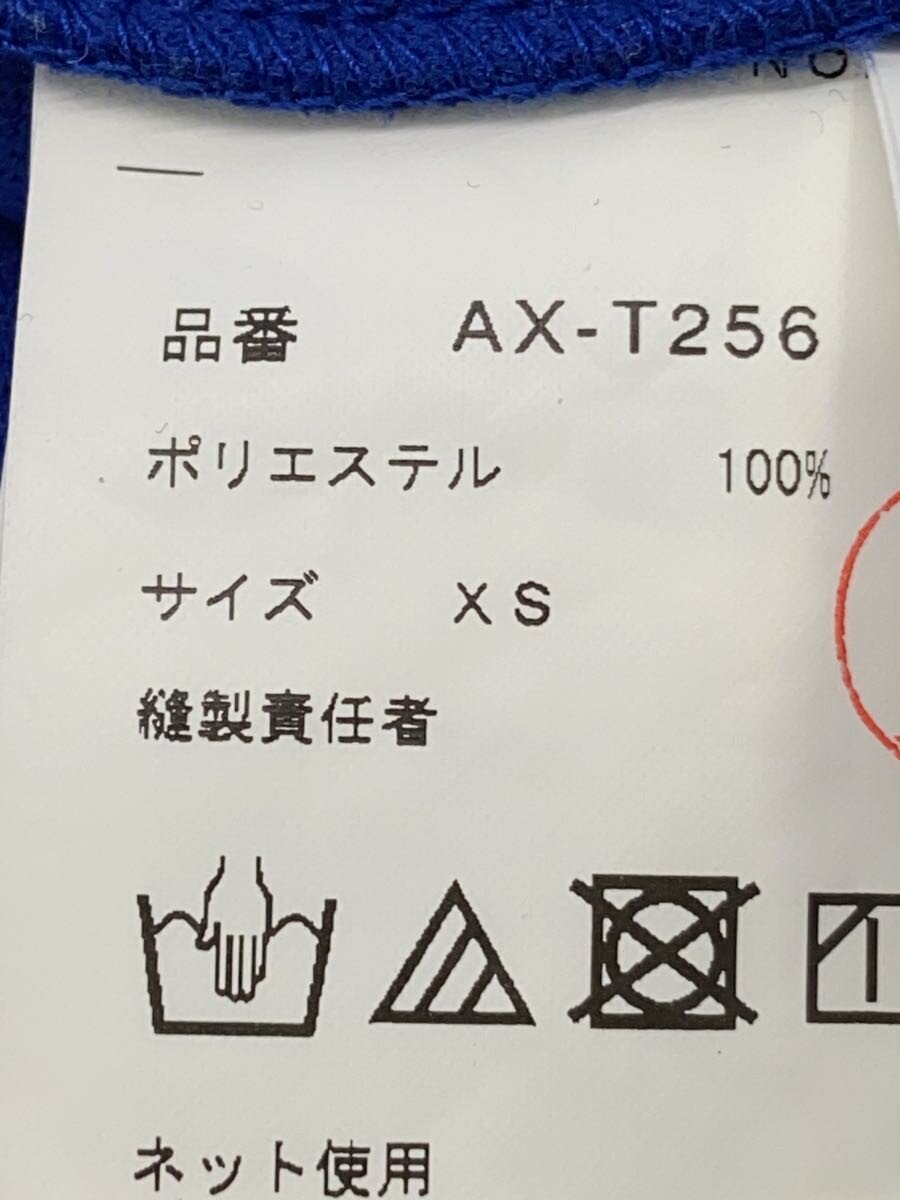 品番 AX-T256
ポリエステル 100%
サイズ XS
縫製責任者
ネット使用